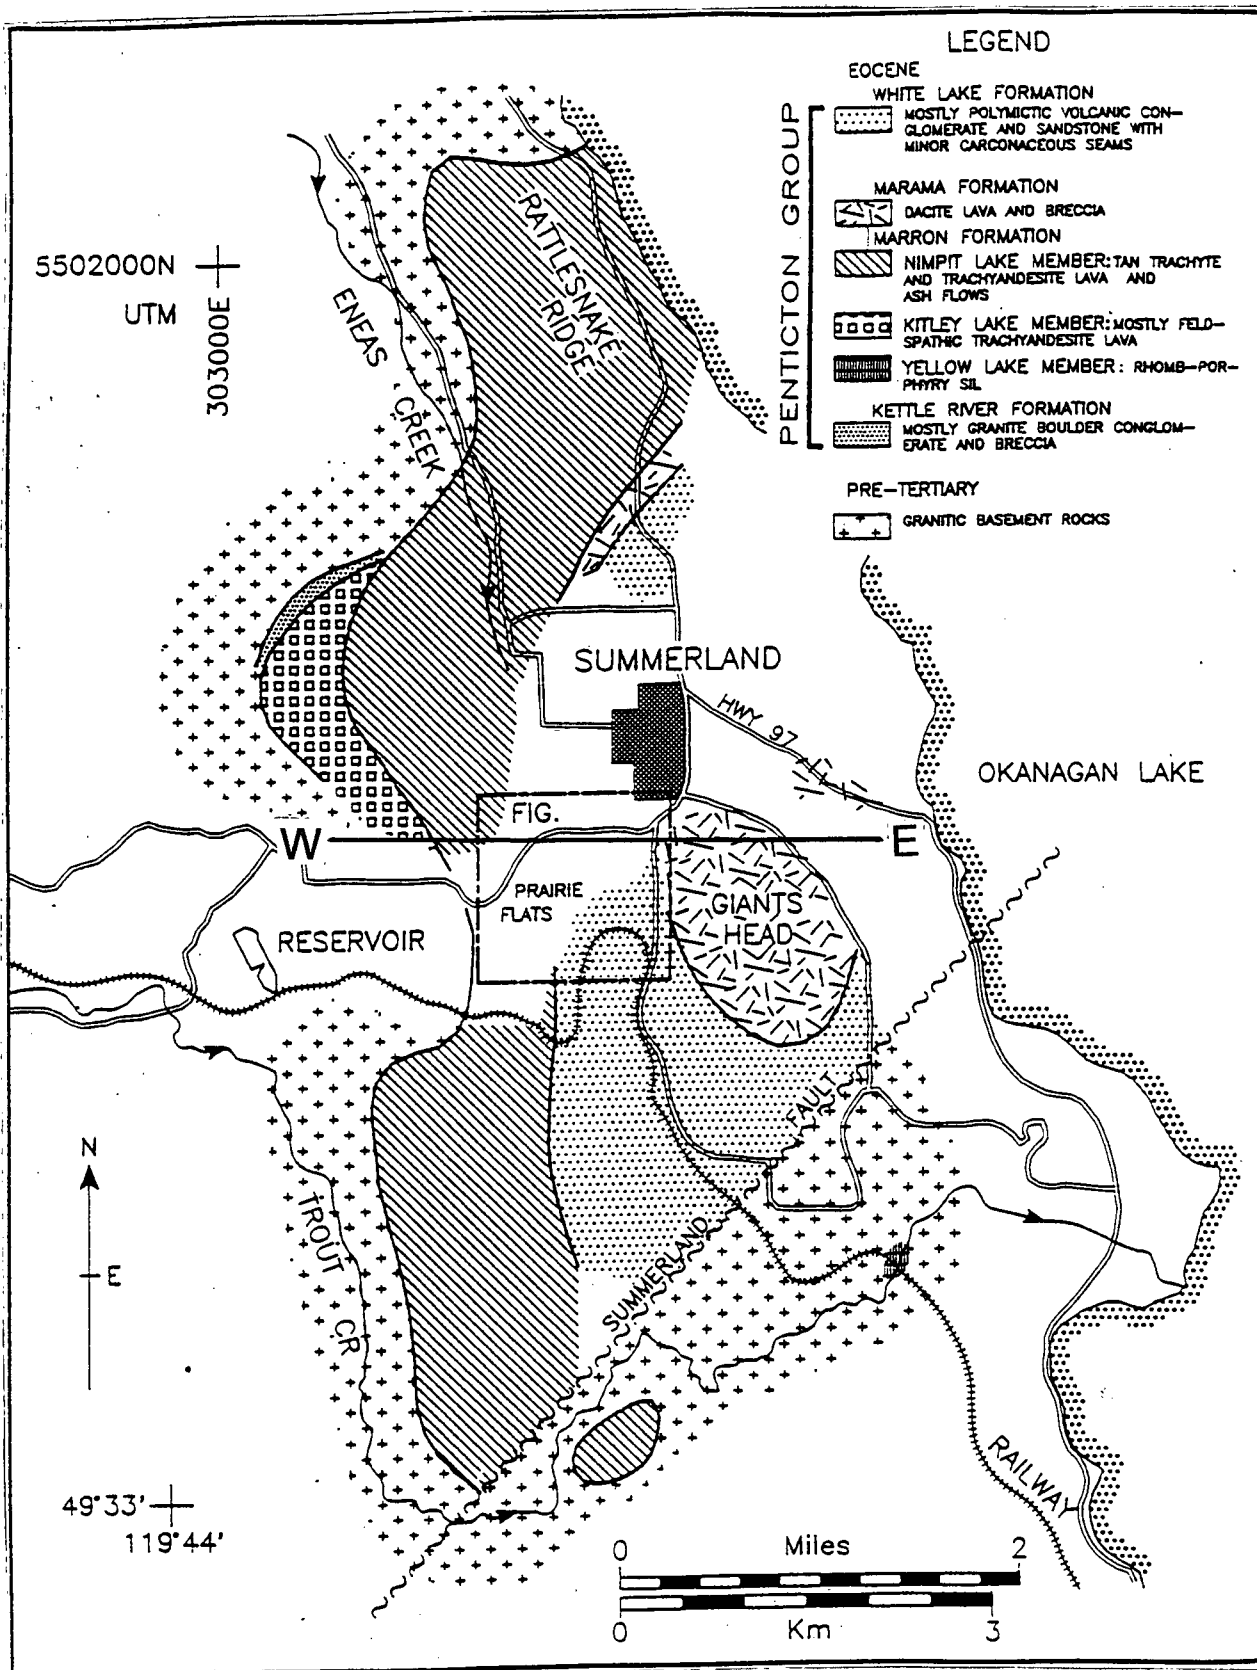 LEGEND
EOCENE
WHITE LAKE FORMATION
MOSTLY POLYMICTIC VOLCANIC CON-
GLOMERATE AND SANDSTONE WITH
MINOR CARCONACEOUS SEAMS
MARAMA FORMATION
DACITE LAVA AND BRECCIA
MARRON FORMATION
NIMPIT LAKE MEMBER: TAN TRACHYTE
AND TRACHYANDESITE LAVA AND
ASH FLOWS
KITLEY LAKE MEMBER: MOSTLY FELD-
SPATHIC TRACHYANDESITE LAVA
YELLOW LAKE MEMBER: RHOMB-POR-
PHYRY SIL
KETTLE RIVER FORMATION
MOSTLY GRANITE BOULDER CONGLOM-
ERATE AND BRECCIA
PENTICTON GROUP
PRE-TERTIARY
GRANITIC BASEMENT ROCKS
5502000N
UTM
303000E
RATTLESNAKE
RIDGE
ENEAS
CREEK
SUMMERLAND
HWY 97
OKANAGAN LAKE
FIG.
W
E
PRAIRIE
FLATS
GIANTS
HEAD
RESERVOIR
FAULT
SUMMERLAND
N
E
TROUT CR
RAILWAY
49°33'
119°44'
0 Miles 2
0 Km 3